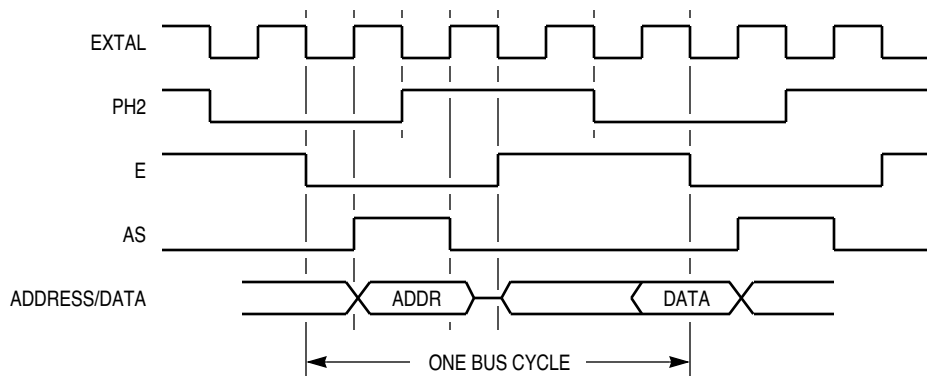 EXTAL
PH2
E
AS
ADDRESS/DATA
ADDR
DATA
ONE BUS CYCLE